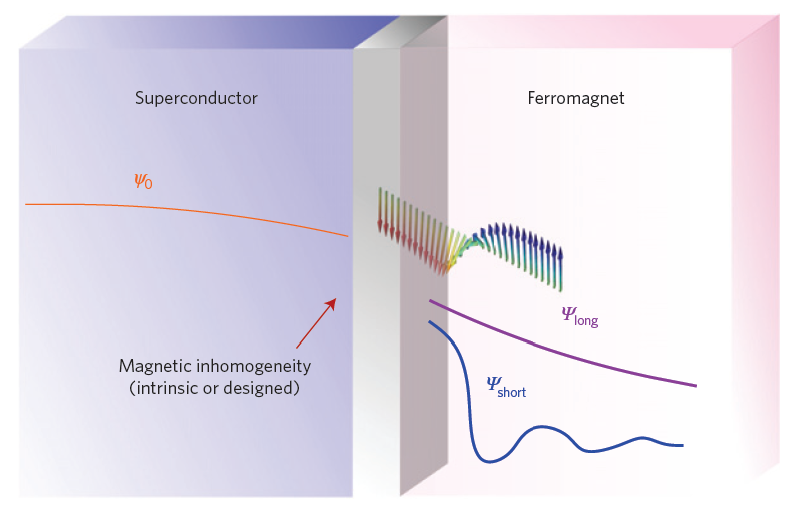 Superconductor
Ferromagnet
ψ0
Ψlong
Magnetic inhomogeneity
(intrinsic or designed)
Ψshort